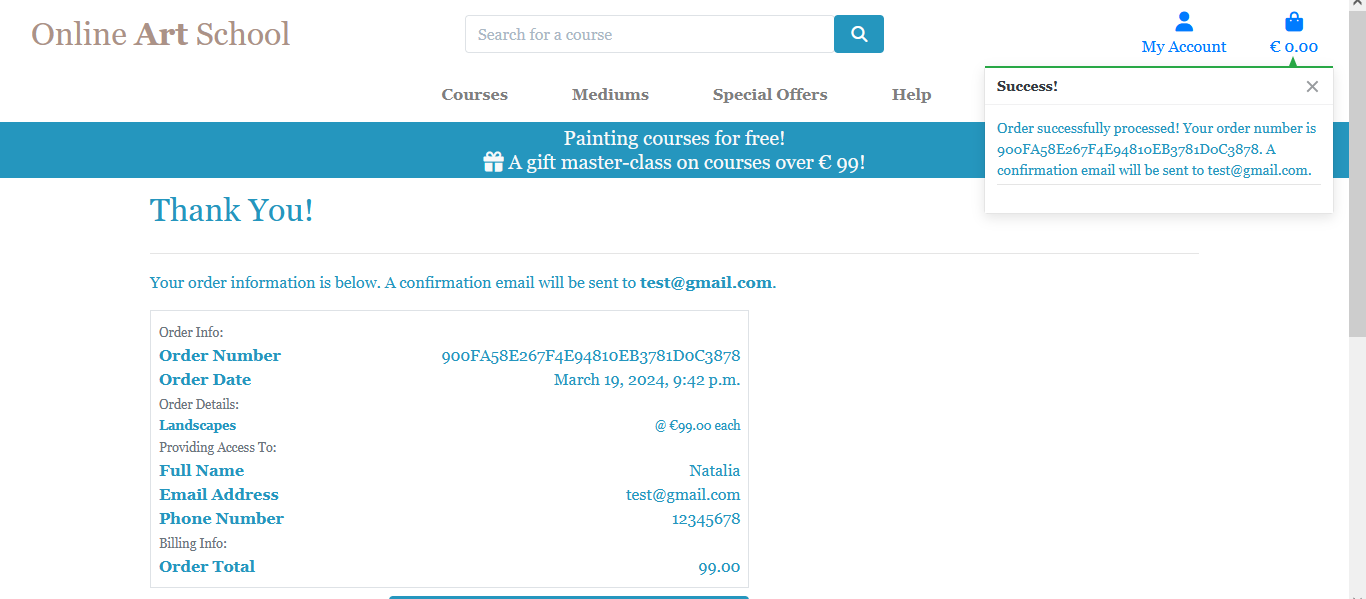 Online Art School
Search for a course
My Account
€ 0.00
Courses Mediums Special Offers Help
Success!
Order successfully processed! Your order number is
900FA58E267F4E94810EB3781D0C3878. A
confirmation email will be sent to test@gmail.com.
Painting courses for free!
A gift master-class on courses over € 99!
Thank You!
Your order information is below. A confirmation email will be sent to test@gmail.com.
Order Info:
Order Number 900FA58E267F4E94810EB3781D0C3878
Order Date March 19, 2024, 9:42 p.m.
Order Details:
Landscapes @ €99.00 each
Providing Access To:
Full Name Natalia
Email Address test@gmail.com
Phone Number 12345678
Billing Info:
Order Total 99.00